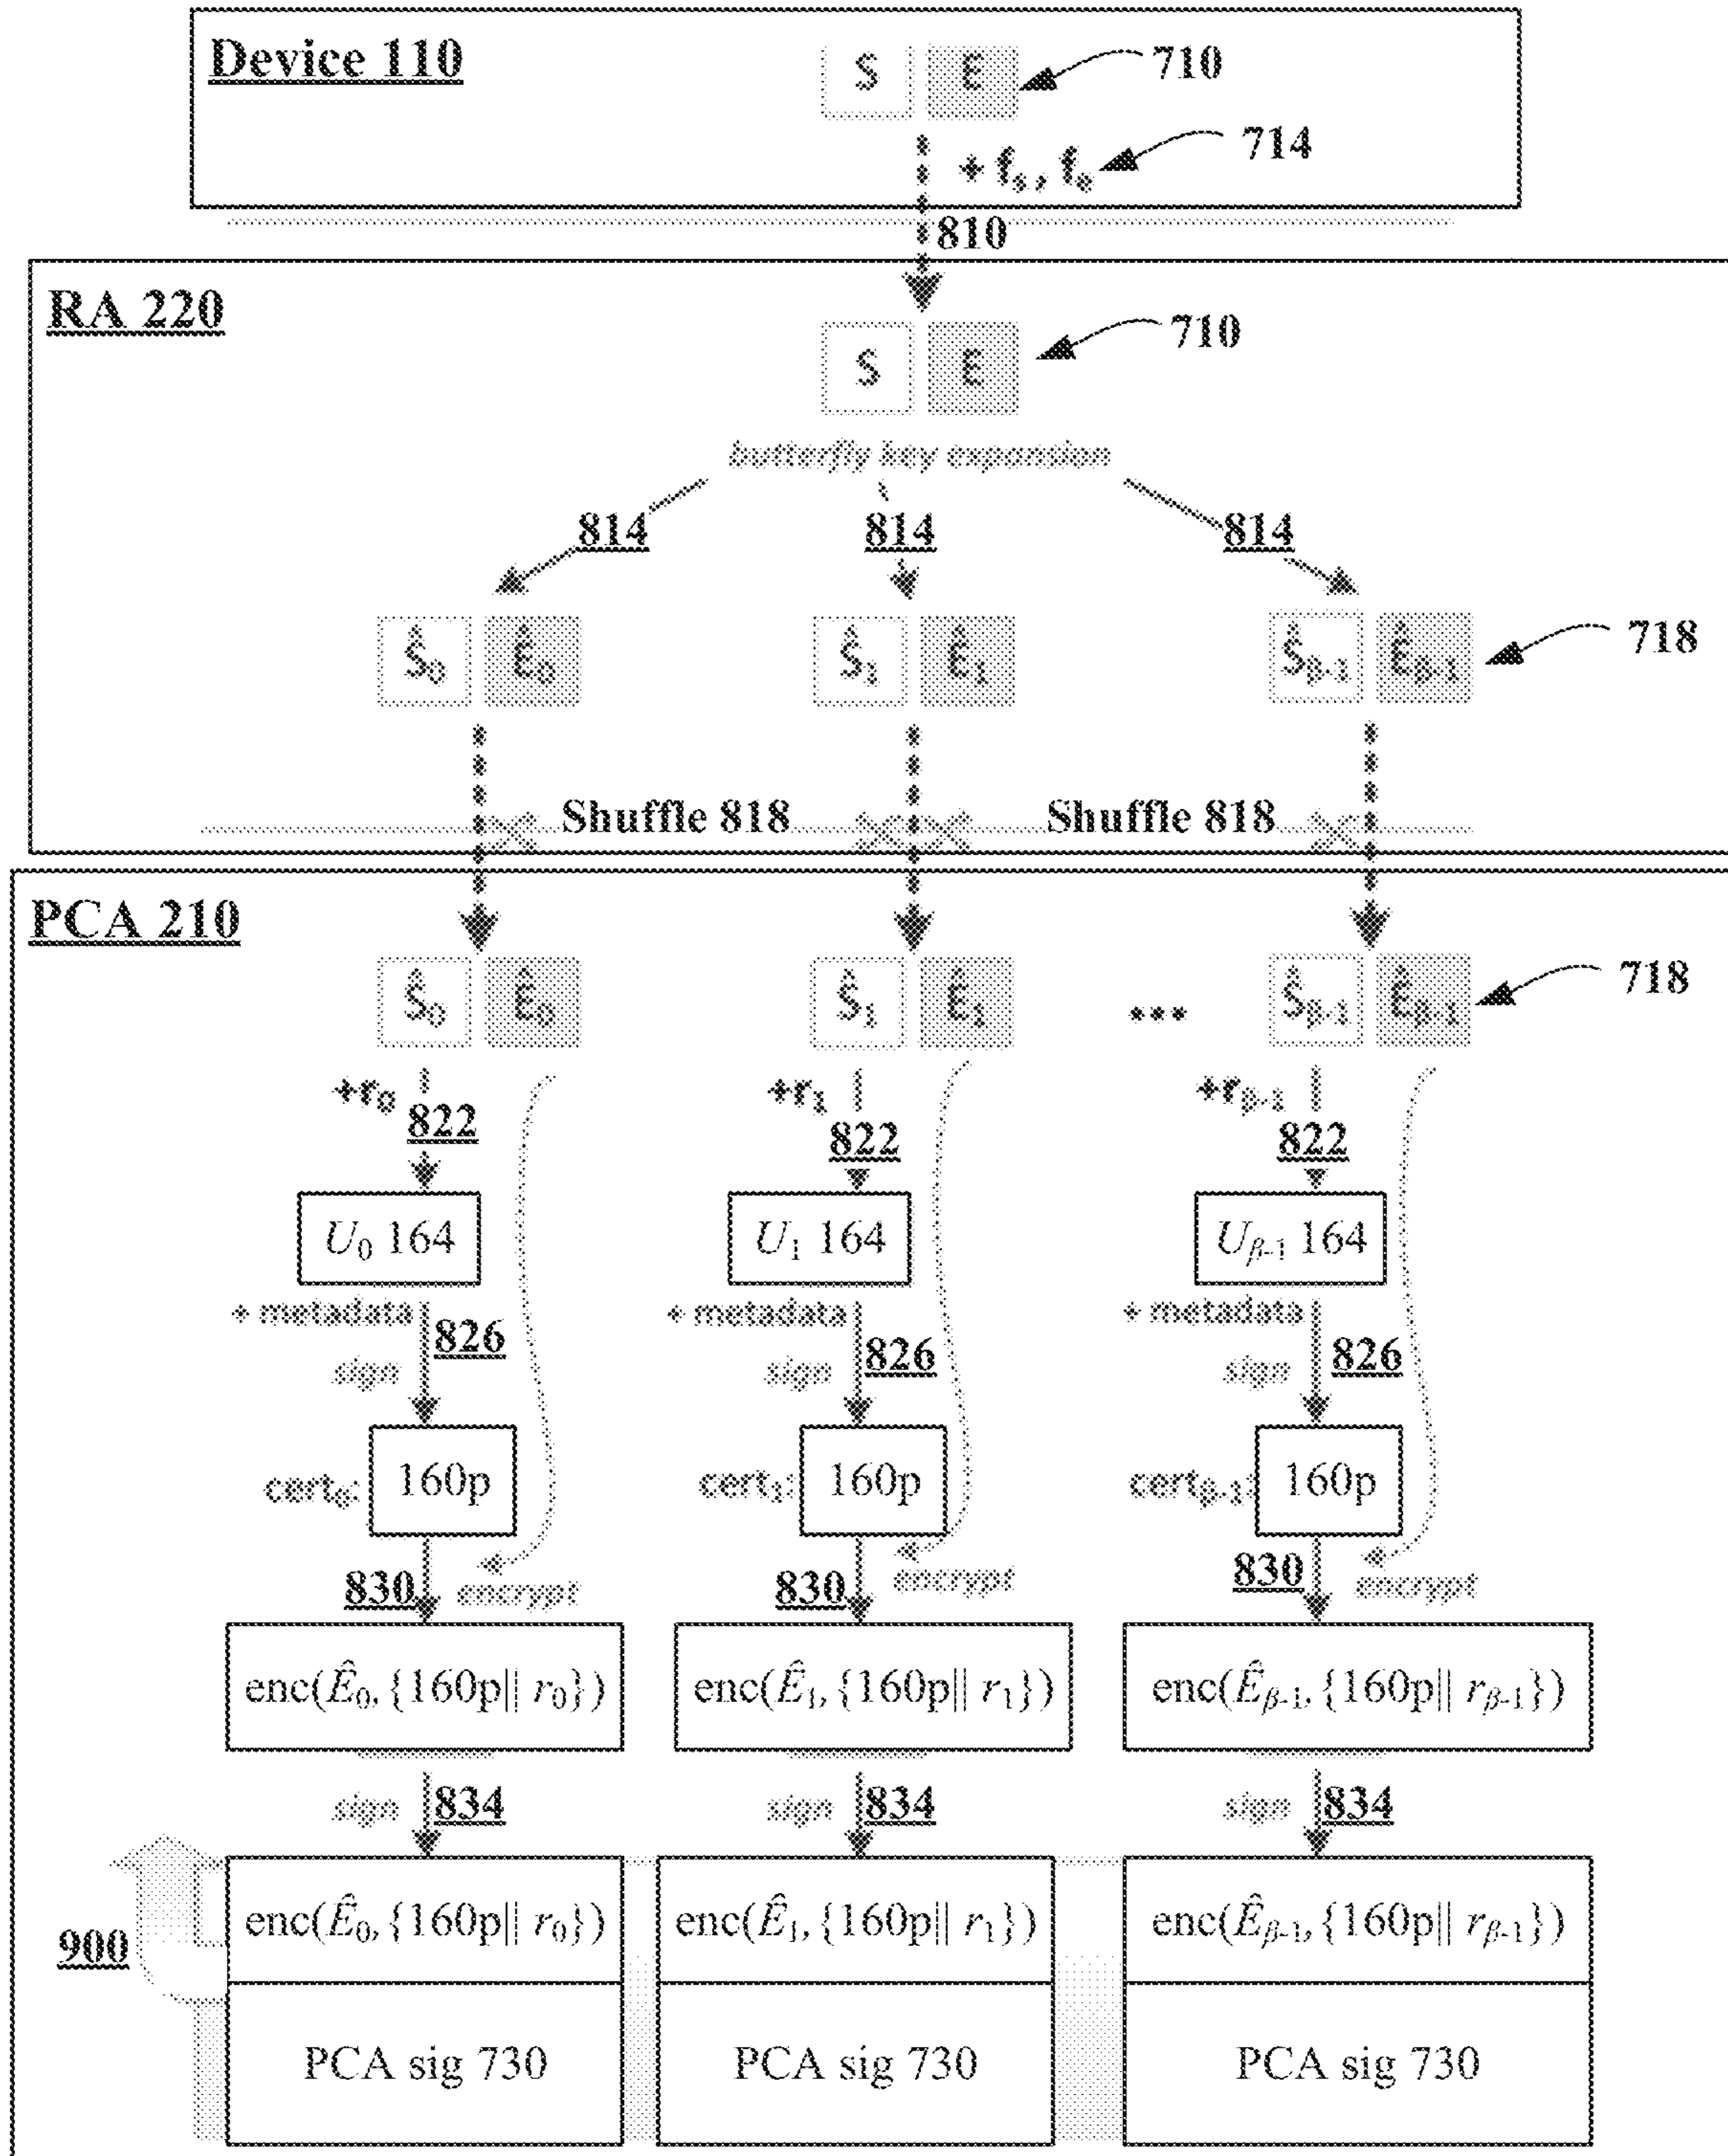 Device 110
S E 710
+ fs, fe 714
810
RA 220
S E 710
butterfly key expansion
814 814 814
Ŝ0 Ê0 Ŝ1 Ê1 Ŝβ-1 Êβ-1 718
Shuffle 818 Shuffle 818
PCA 210
Ŝ0 Ê0 Ŝ1 Ê1 ... Ŝβ-1 Êβ-1 718
+r0 +r1 +rβ-1
822 822 822
U0 164 U1 164 Uβ-1 164
+ metadata + metadata + metadata
826 826 826
sign sign sign
cert0: 160p cert1: 160p certβ-1: 160p
830 encrypt 830 encrypt 830 encrypt
enc(Ê0, {160p|| r0}) enc(Ê1, {160p|| r1}) enc(Êβ-1, {160p|| rβ-1})
sign 834 sign 834 sign 834
900 enc(Ê0, {160p|| r0}) enc(Ê1, {160p|| r1}) enc(Êβ-1, {160p|| rβ-1})
PCA sig 730 PCA sig 730 PCA sig 730